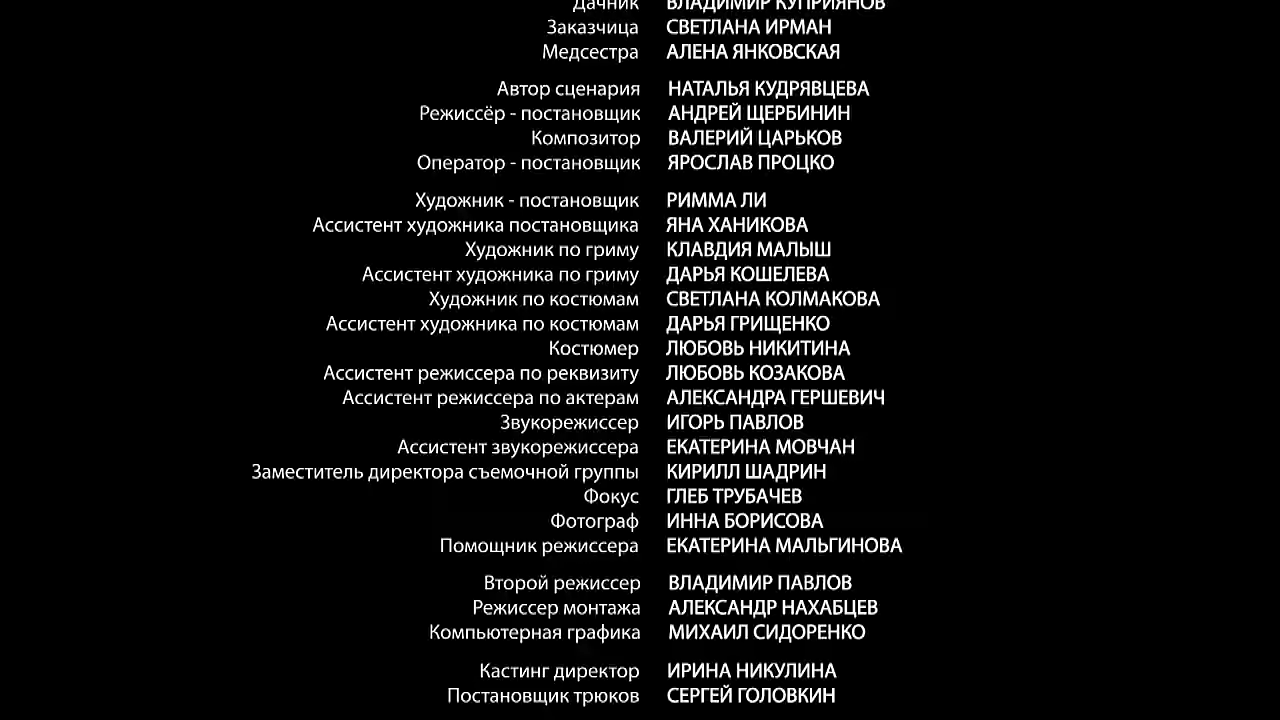 Дачник ВЛАДИМИР КУПРИЯНОВ
Заказчица СВЕТЛАНА ИРМАН
Медсестра АЛЕНА ЯНКОВСКАЯ
Автор сценария НАТАЛЬЯ КУДРЯВЦЕВА
Режиссёр - постановщик АНДРЕЙ ЩЕРБИНИН
Композитор ВАЛЕРИЙ ЦАРЬКОВ
Оператор - постановщик ЯРОСЛАВ ПРОЦКО
Художник - постановщик РИММА ЛИ
Ассистент художника постановщика ЯНА ХАНИКОВА
Художник по гриму КЛАВДИЯ МАЛЫШ
Ассистент художника по гриму ДАРЬЯ КОШЕЛЕВА
Художник по костюмам СВЕТЛАНА КОЛМАКОВА
Ассистент художника по костюмам ДАРЬЯ ГРИЩЕНКО
Костюмер ЛЮБОВЬ НИКИТИНА
Ассистент режиссера по реквизиту ЛЮБОВЬ КОЗАКОВА
Ассистент режиссера по актерам АЛЕКСАНДРА ГЕРШЕВИЧ
Звукорежиссер ИГОРЬ ПАВЛОВ
Ассистент звукорежиссера ЕКАТЕРИНА МОВЧАН
Заместитель директора съемочной группы КИРИЛЛ ШАДРИН
Фокус ГЛЕБ ТРУБАЧЕВ
Фотограф ИННА БОРИСОВА
Помощник режиссера ЕКАТЕРИНА МАЛЬГИНОВА
Второй режиссер ВЛАДИМИР ПАВЛОВ
Режиссер монтажа АЛЕКСАНДР НАХАБЦЕВ
Компьютерная графика МИХАИЛ СИДОРЕНКО
Кастинг директор ИРИНА НИКУЛИНА
Постановщик трюков СЕРГЕЙ ГОЛОВКИН